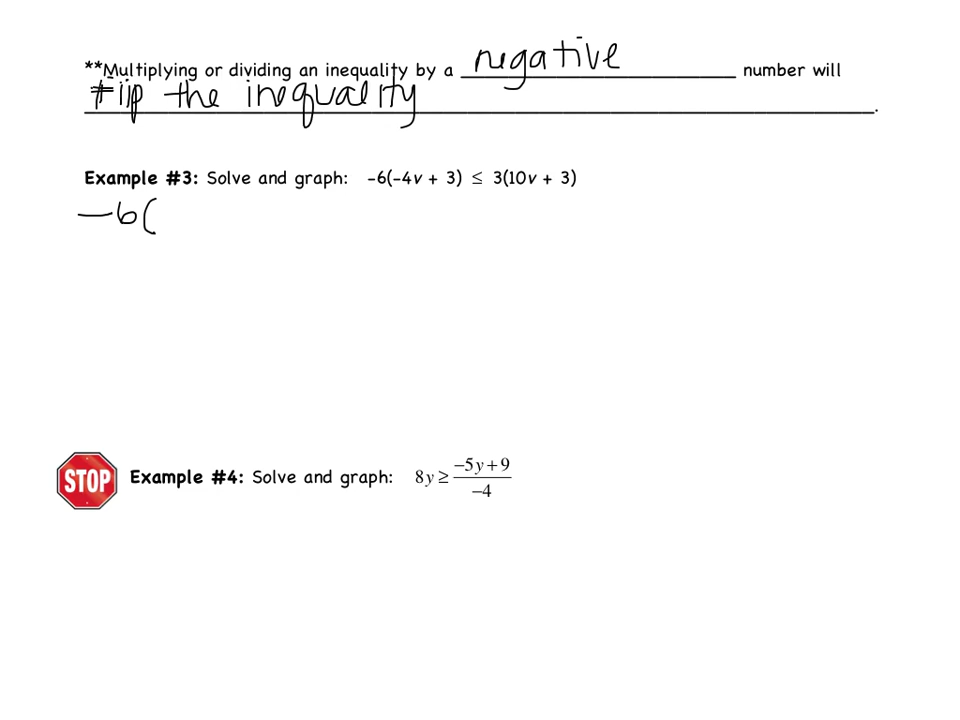 **Multiplying or dividing an inequality by a negative number will
flip the inequality.
Example #3: Solve and graph: -6(-4v + 3) ≤ 3(10v + 3)
-6(
STOP Example #4: Solve and graph: 8y ≥ (-5y+9)/-4